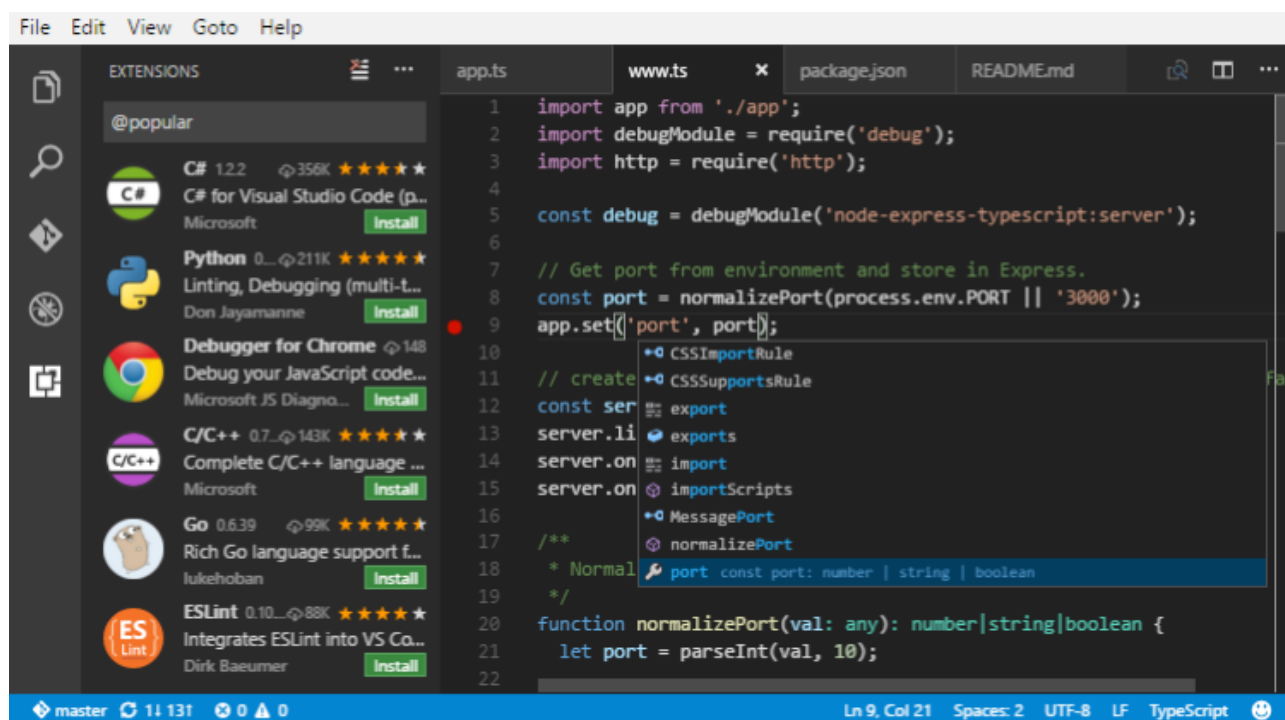 File Edit View Goto Help
EXTENSIONS
@popular
C# 1.2.2 356K
C# for Visual Studio Code (p...
Microsoft Install
Python 0.... 211K
Linting, Debugging (multi-t...
Don Jayamanne Install
Debugger for Chrome 148
Debug your JavaScript code...
Microsoft JS Diagno... Install
C/C++ 0.7... 143K
Complete C/C++ language ...
Microsoft Install
Go 0.6.39 99K
Rich Go language support f...
lukehoban Install
ESLint 0.10.... 88K
Integrates ESLint into VS Co...
Dirk Baeumer Install
C#
C/C++
ES
Lint
app.ts www.ts package.json README.md
1 import app from './app';
2 import debugModule = require('debug');
3 import http = require('http');
4
5 const debug = debugModule('node-express-typescript:server');
6
7 // Get port from environment and store in Express.
8 const port = normalizePort(process.env.PORT || '3000');
9 app.set('port', port);
10
11 // create Fa
12 const ser
13 server.li
14 server.on
15 server.on
16
17 /**
18 * Normal
19 */
20 function normalizePort(val: any): number|string|boolean {
21 let port = parseInt(val, 10);
22
CSSImportRule
CSSSupportsRule
export
exports
import
importScripts
MessagePort
normalizePort
port const port: number | string | boolean
master 1↓ 13↑ 0 0 Ln 9, Col 21 Spaces: 2 UTF-8 LF TypeScript